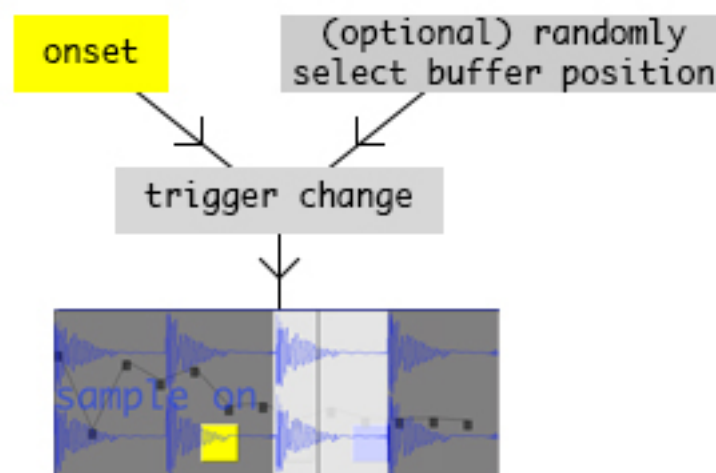 onset
(optional) randomly
select buffer position
trigger change
sample on